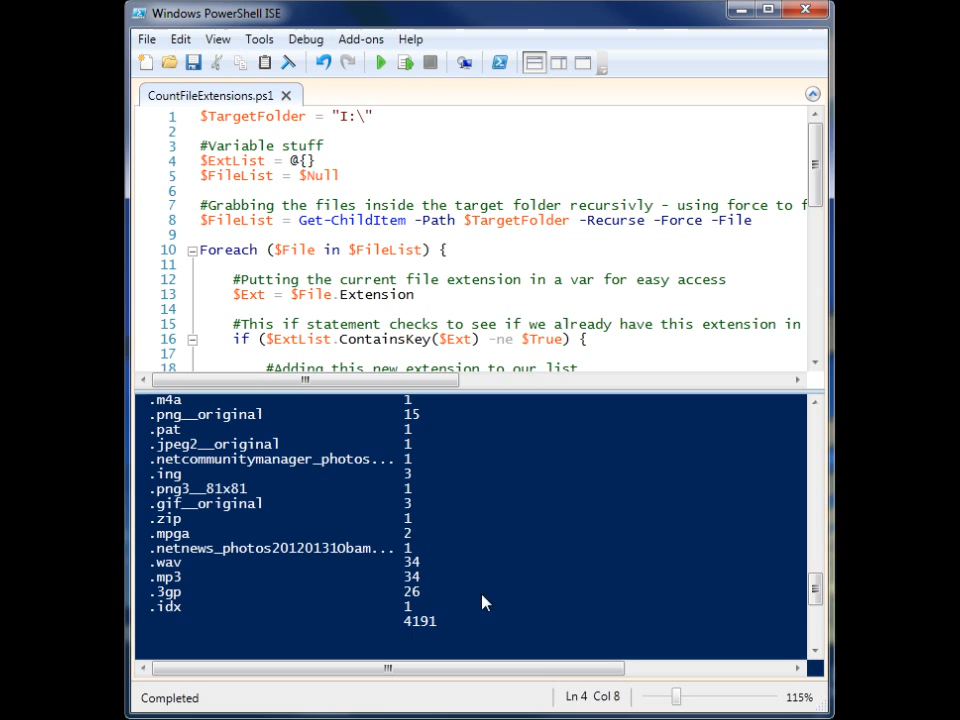 Windows PowerShell ISE
File Edit View Tools Debug Add-ons Help
CountFileExtensions.ps1
1 $TargetFolder = "I:\"
2
3 #Variable stuff
4 $ExtList = @{}
5 $FileList = $Null
6
7 #Grabbing the files inside the target folder recursivly - using force to f
8 $FileList = Get-ChildItem -Path $TargetFolder -Recurse -Force -File
9
10 Foreach ($File in $FileList) {
11
12 #Putting the current file extension in a var for easy access
13 $Ext = $File.Extension
14
15 #This if statement checks to see if we already have this extension in
16 if ($ExtList.ContainsKey($Ext) -ne $True) {
17
18 #Adding this new extension to our list
.m4a 1
.png__original 15
.pat 1
.jpeg2__original 1
.netcommunitymanager_photos... 1
.ing 3
.png3__81x81 1
.gif__original 3
.zip 1
.mpga 2
.netnews_photos20120131Obam... 1
.wav 34
.mp3 34
.3gp 26
.idx 1
4191
Completed Ln 4 Col 8 115%